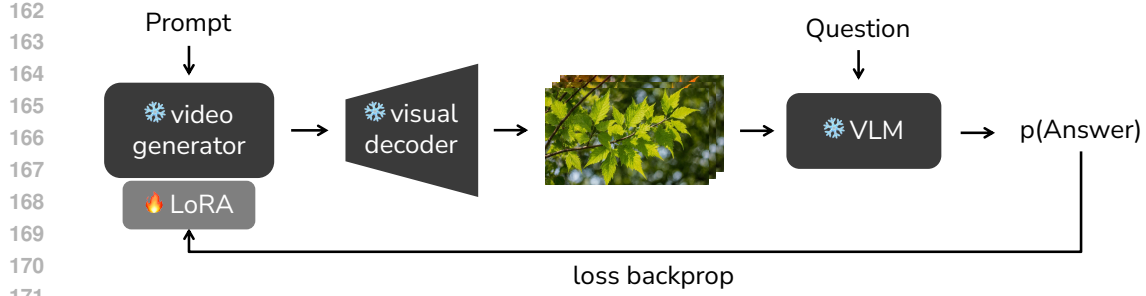 162
163
164
165
166
167
168
169
170
171
Prompt
Question
video
generator
visual
decoder
VLM
p(Answer)
LoRA
loss backprop